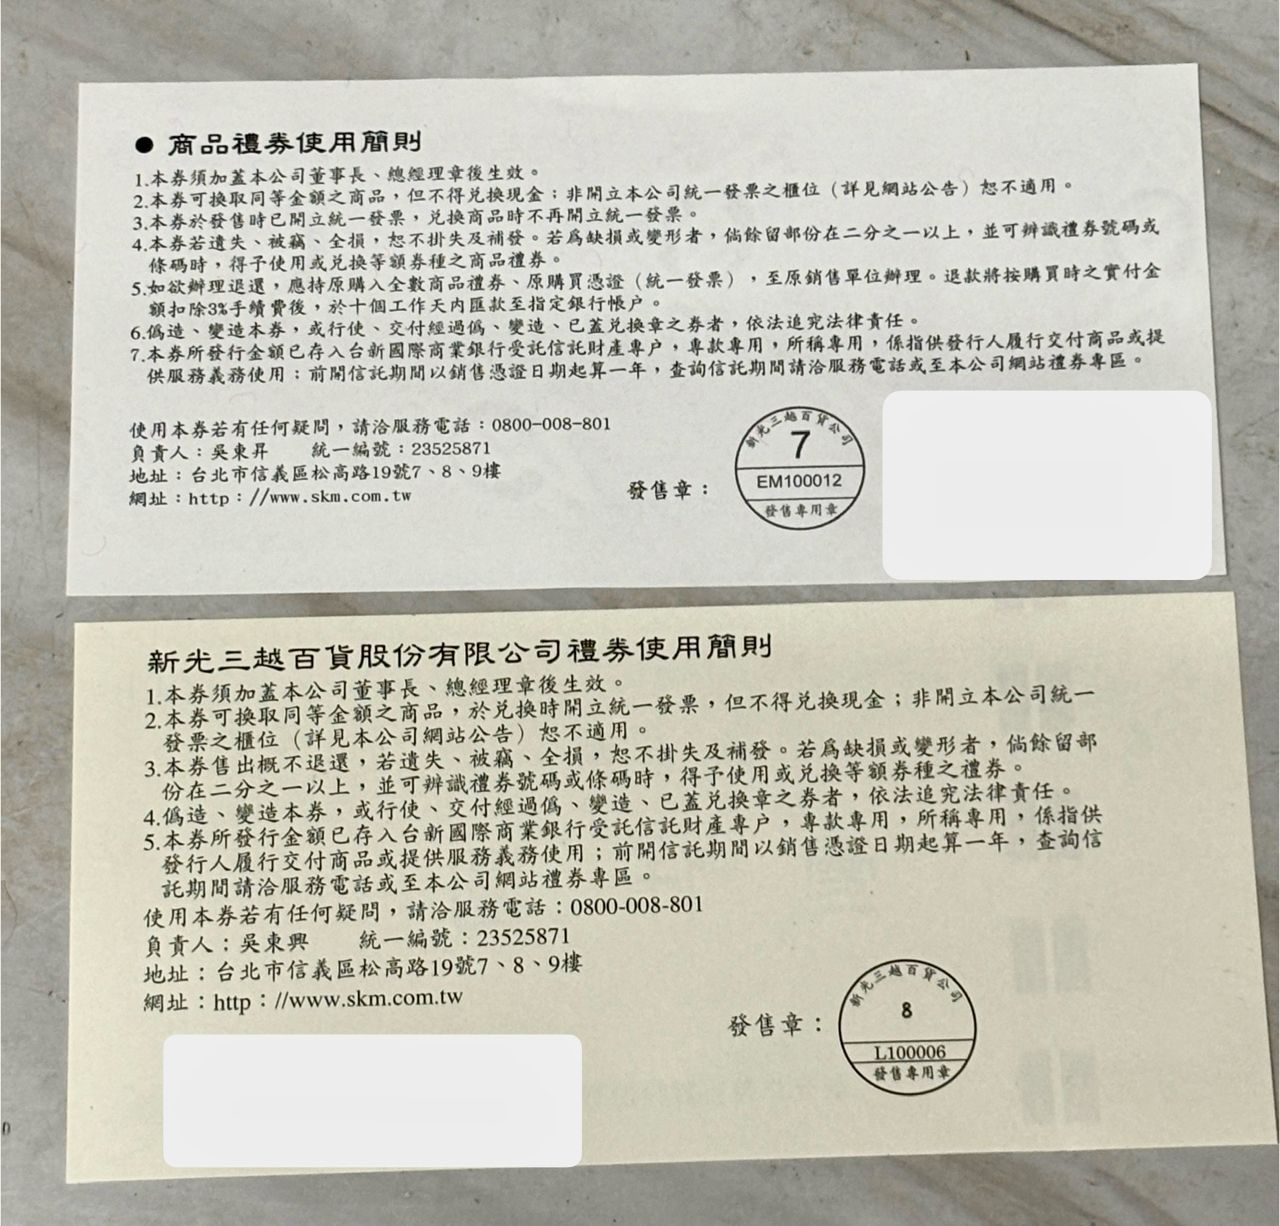 ● 商品禮券使用簡則
1.本券須加蓋本公司董事長、總經理章後生效。
2.本券可換取同等金額之商品，但不得兌換現金；非開立本公司統一發票之櫃位（詳見網站公告）恕不適用。
3.本券於發售時已開立統一發票，兌換商品時不再開立統一發票。
4.本券若遺失、被竊、全損，恕不掛失及補發。若為缺損或變形者，倘餘留部份在二分之一以上，並可辨識禮券號碼或
條碼時，得予使用或兌換等額券種之商品禮券。
5.如欲辦理退還，應持原購入全數商品禮券、原購買憑證（統一發票），至原銷售單位辦理。退款將按購買時之實付金
額扣除3%手續費後，於十個工作天內匯款至指定銀行帳戶。
6.偽造、變造本券，或行使、交付經過偽、變造、已蓋兌換章之券者，依法追究法律責任。
7.本券所發行金額已存入台新國際商業銀行受託信託財產專戶，專款專用，所稱專用，係指供發行人履行交付商品或提
供服務義務使用；前開信託期間以銷售憑證日期起算一年，查詢信託期間請洽服務電話或至本公司網站禮券專區。
使用本券若有任何疑問，請洽服務電話：0800-008-801
負責人：吳東昇 統一編號：23525871
地址：台北市信義區松高路19號7、8、9樓
網址：http：//www.skm.com.tw
發售章：
新光三越百貨公司
7
EM100012
發售專用章
新光三越百貨股份有限公司禮券使用簡則
1.本券須加蓋本公司董事長、總經理章後生效。
2.本券可換取同等金額之商品，於兌換時開立統一發票，但不得兌換現金；非開立本公司統一
發票之櫃位（詳見本公司網站公告）恕不適用。
3.本券售出概不退還，若遺失、被竊、全損，恕不掛失及補發。若為缺損或變形者，倘餘留部
份在二分之一以上，並可辨識禮券號碼或條碼時，得予使用或兌換等額券種之禮券。
4.偽造、變造本券，或行使、交付經過偽、變造、已蓋兌換章之券者，依法追究法律責任。
5.本券所發行金額已存入台新國際商業銀行受託信託財產專戶，專款專用，所稱專用，係指供
發行人履行交付商品或提供服務義務使用；前開信託期間以銷售憑證日期起算一年，查詢信
託期間請洽服務電話或至本公司網站禮券專區。
使用本券若有任何疑問，請洽服務電話：0800-008-801
負責人：吳東興 統一編號：23525871
地址：台北市信義區松高路19號7、8、9樓
網址：http：//www.skm.com.tw
發售章：
新光三越百貨公司
8
L100006
發售專用章